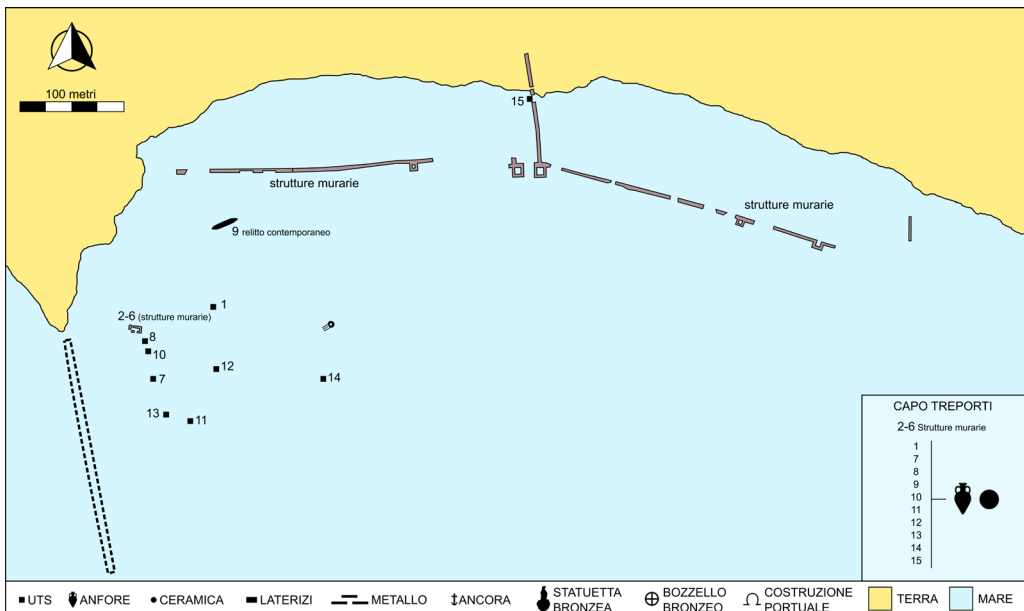 100 metri
15
strutture murarie
strutture murarie
9 relitto contemporaneo
1
2-6 (strutture murarie)
8
10
12
7
14
13
11
CAPO TREPORTI
2-6 Strutture murarie
1
7
8
9
10
11
12
13
14
15
UTS
ANFORE
CERAMICA
LATERIZI
METALLO
ANCORA
STATUETTA
BRONZEA
BOZZELLO
BRONZEO
COSTRUZIONE
PORTUALE
TERRA
MARE